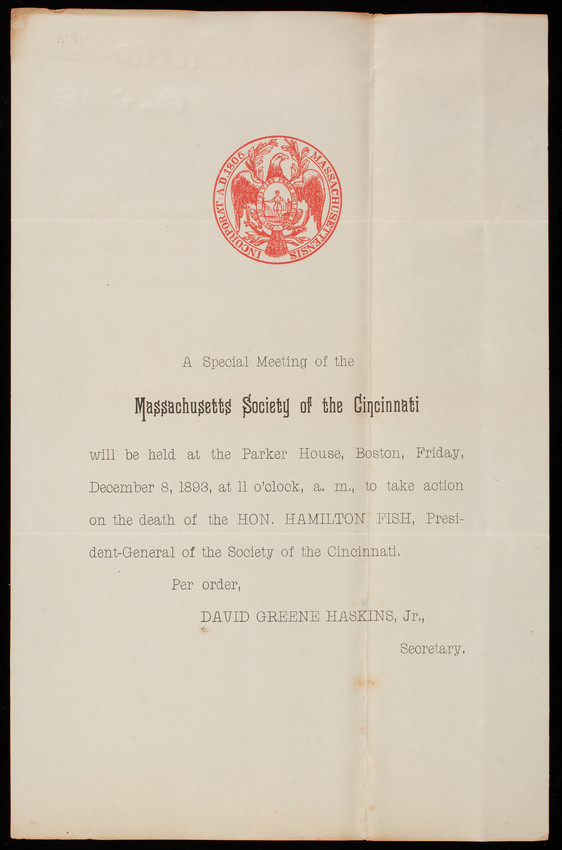 INCORPORAT. A.D. 1806. MASSACHUSETTENSIS
A Special Meeting of the
Massachusetts Society of the Cincinnati
will be held at the Parker House, Boston, Friday,
December 8, 1893, at 11 o'clock, a. m., to take action
on the death of the HON. HAMILTON FISH, Presi-
dent-General of the Society of the Cincinnati.
Per order,
DAVID GREENE HASKINS, Jr.,
Secretary.